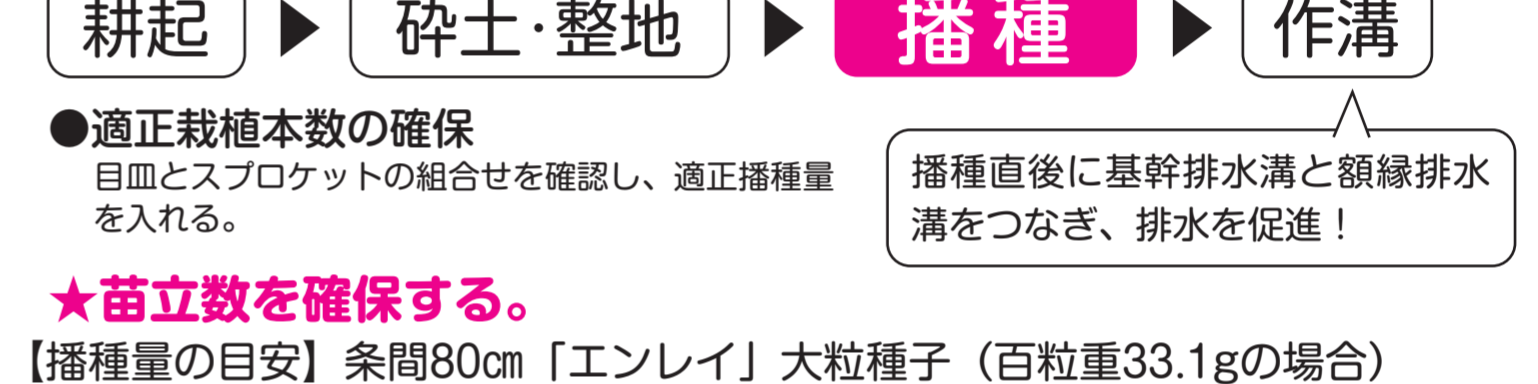 耕起 ▶ 砕土・整地 ▶ 播種 ▶ 作溝
●適正栽植本数の確保
目皿とスプロケットの組合せを確認し、適正播種量
を入れる。
播種直後に基幹排水溝と額縁排水
溝をつなぎ、排水を促進！
★苗立数を確保する。
【播種量の目安】条間80㎝「エンレイ」大粒種子（百粒重33.1gの場合）